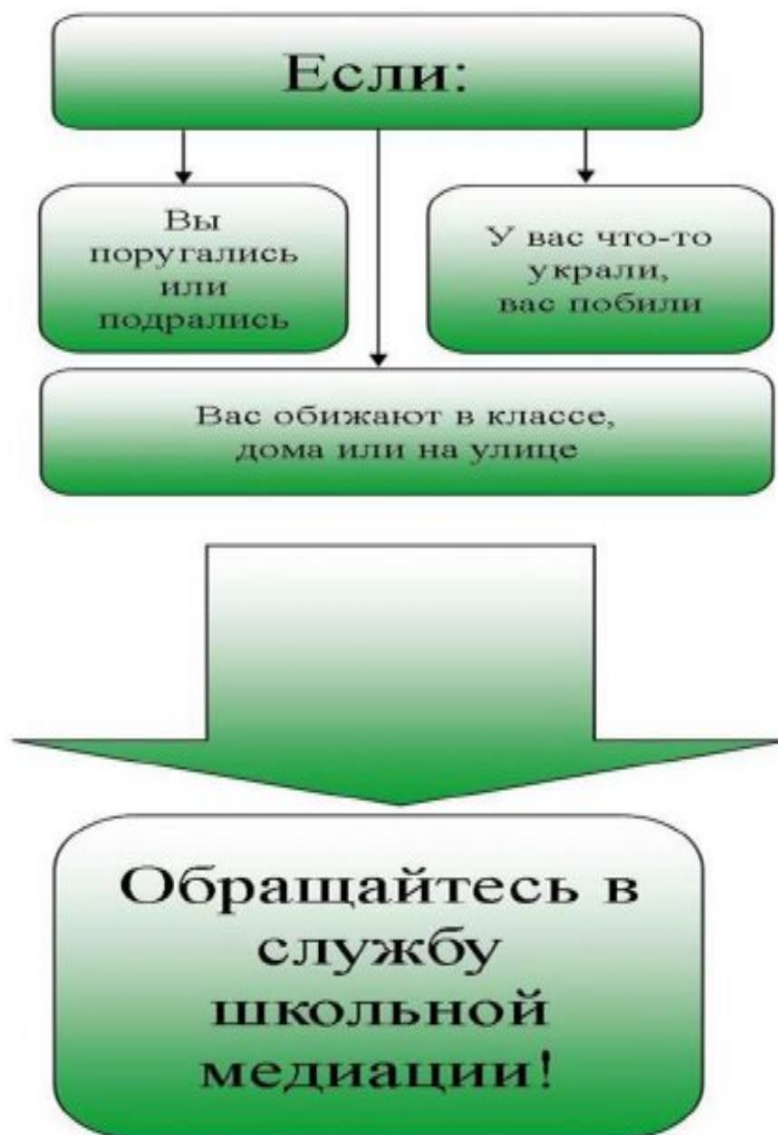 Если:
Вы
поругались
или
подрались
У вас что-то
украли,
вас побили
Вас обижают в классе,
дома или на улице
Обращайтесь в
службу
школьной
медиации!